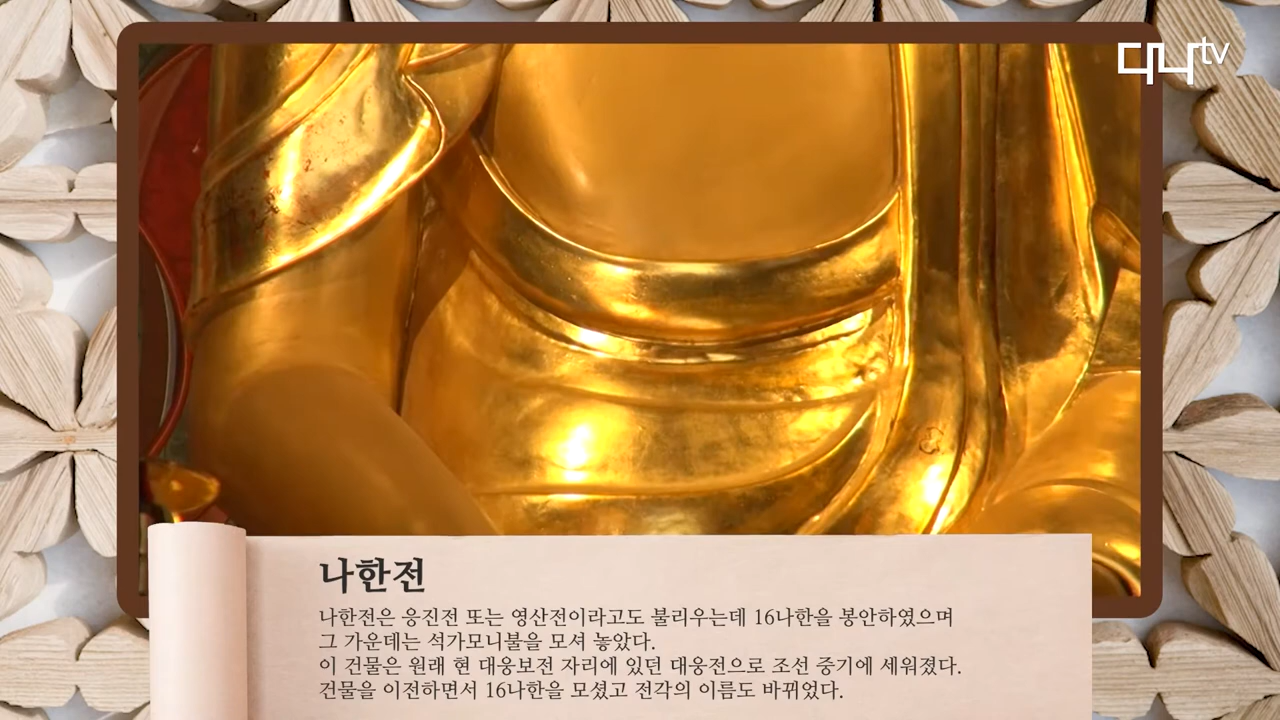 다나tv
나한전
나한전은 응진전 또는 영산전이라고도 불리우는데 16나한을 봉안하였으며
그 가운데는 석가모니불을 모셔 놓았다.
이 건물은 원래 현 대웅보전 자리에 있던 대웅전으로 조선 중기에 세워졌다.
건물을 이전하면서 16나한을 모셨고 전각의 이름도 바뀌었다.